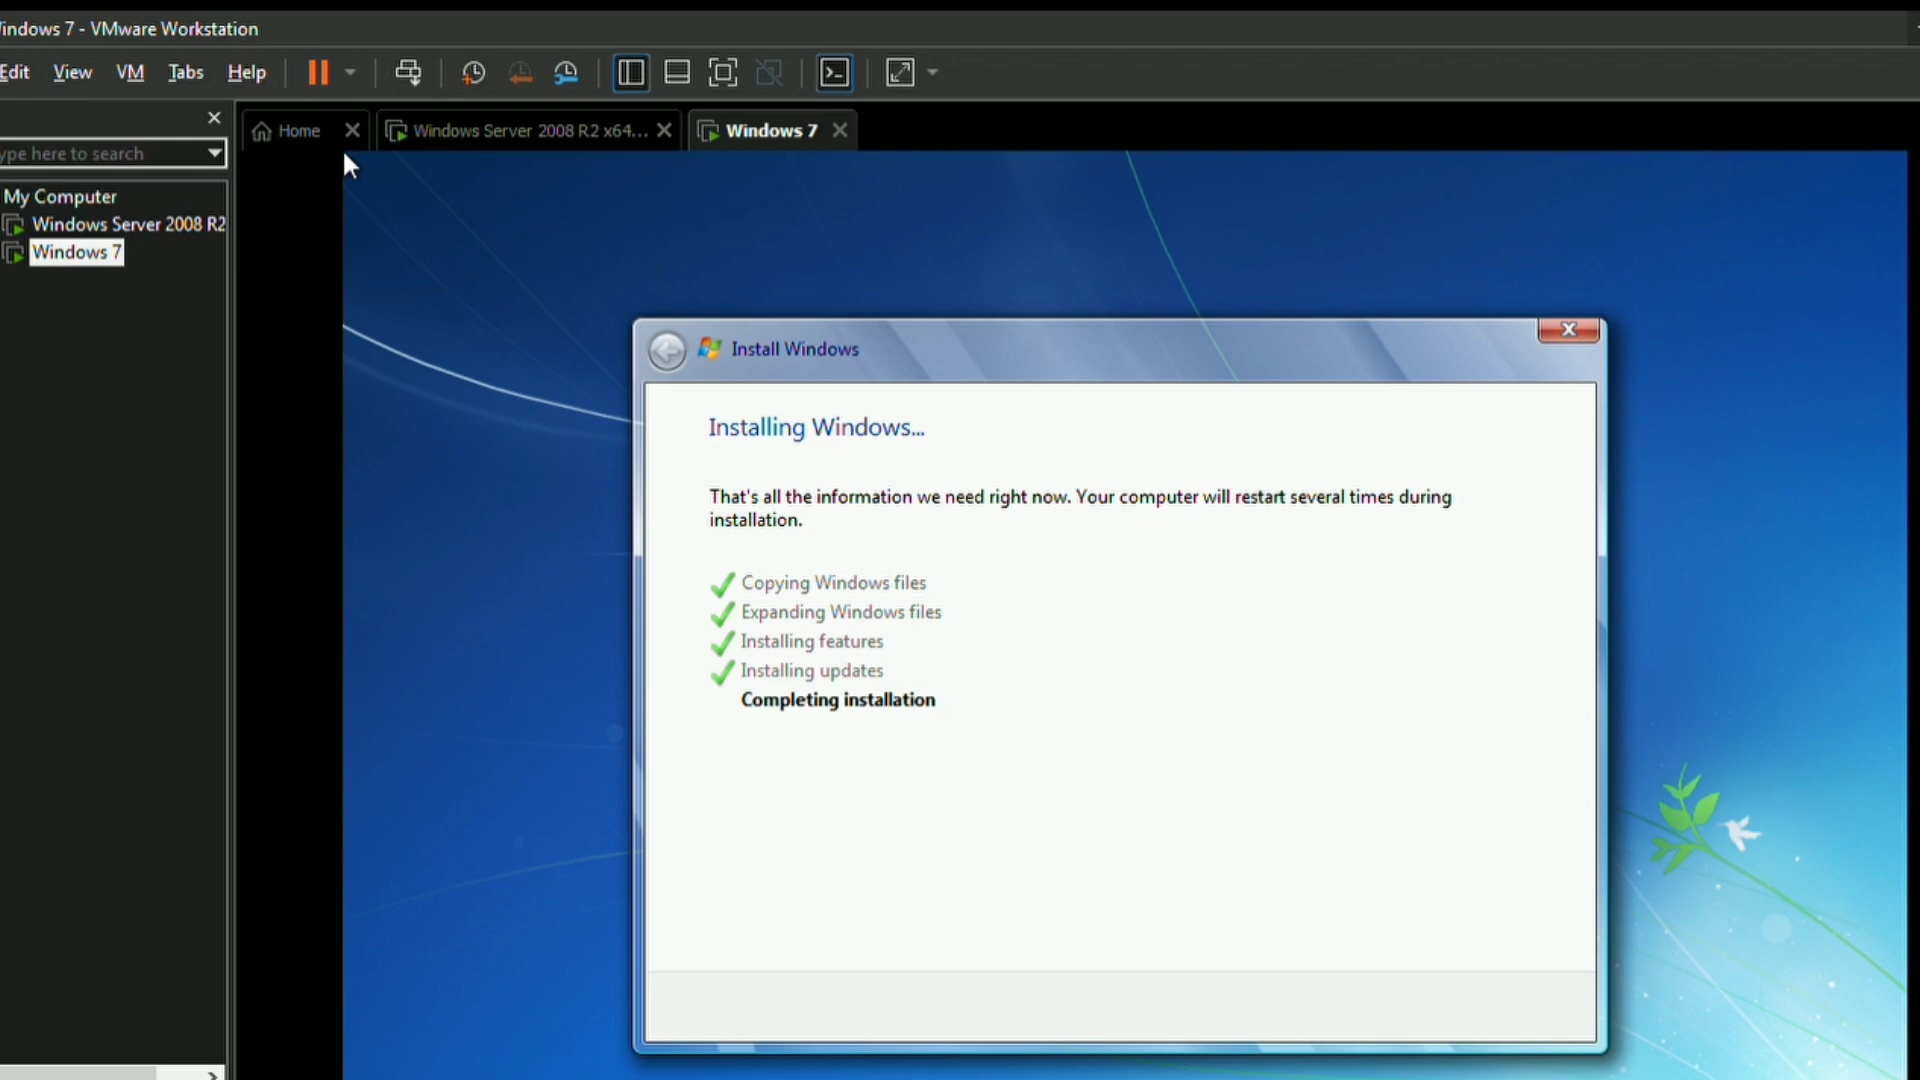 indows 7 - VMware Workstation
Edit View VM Tabs Help
Home Windows Server 2008 R2 x64... Windows 7
ype here to search
My Computer
Windows Server 2008 R2
Windows 7
Install Windows
Installing Windows...
That's all the information we need right now. Your computer will restart several times during
installation.
Copying Windows files
Expanding Windows files
Installing features
Installing updates
Completing installation